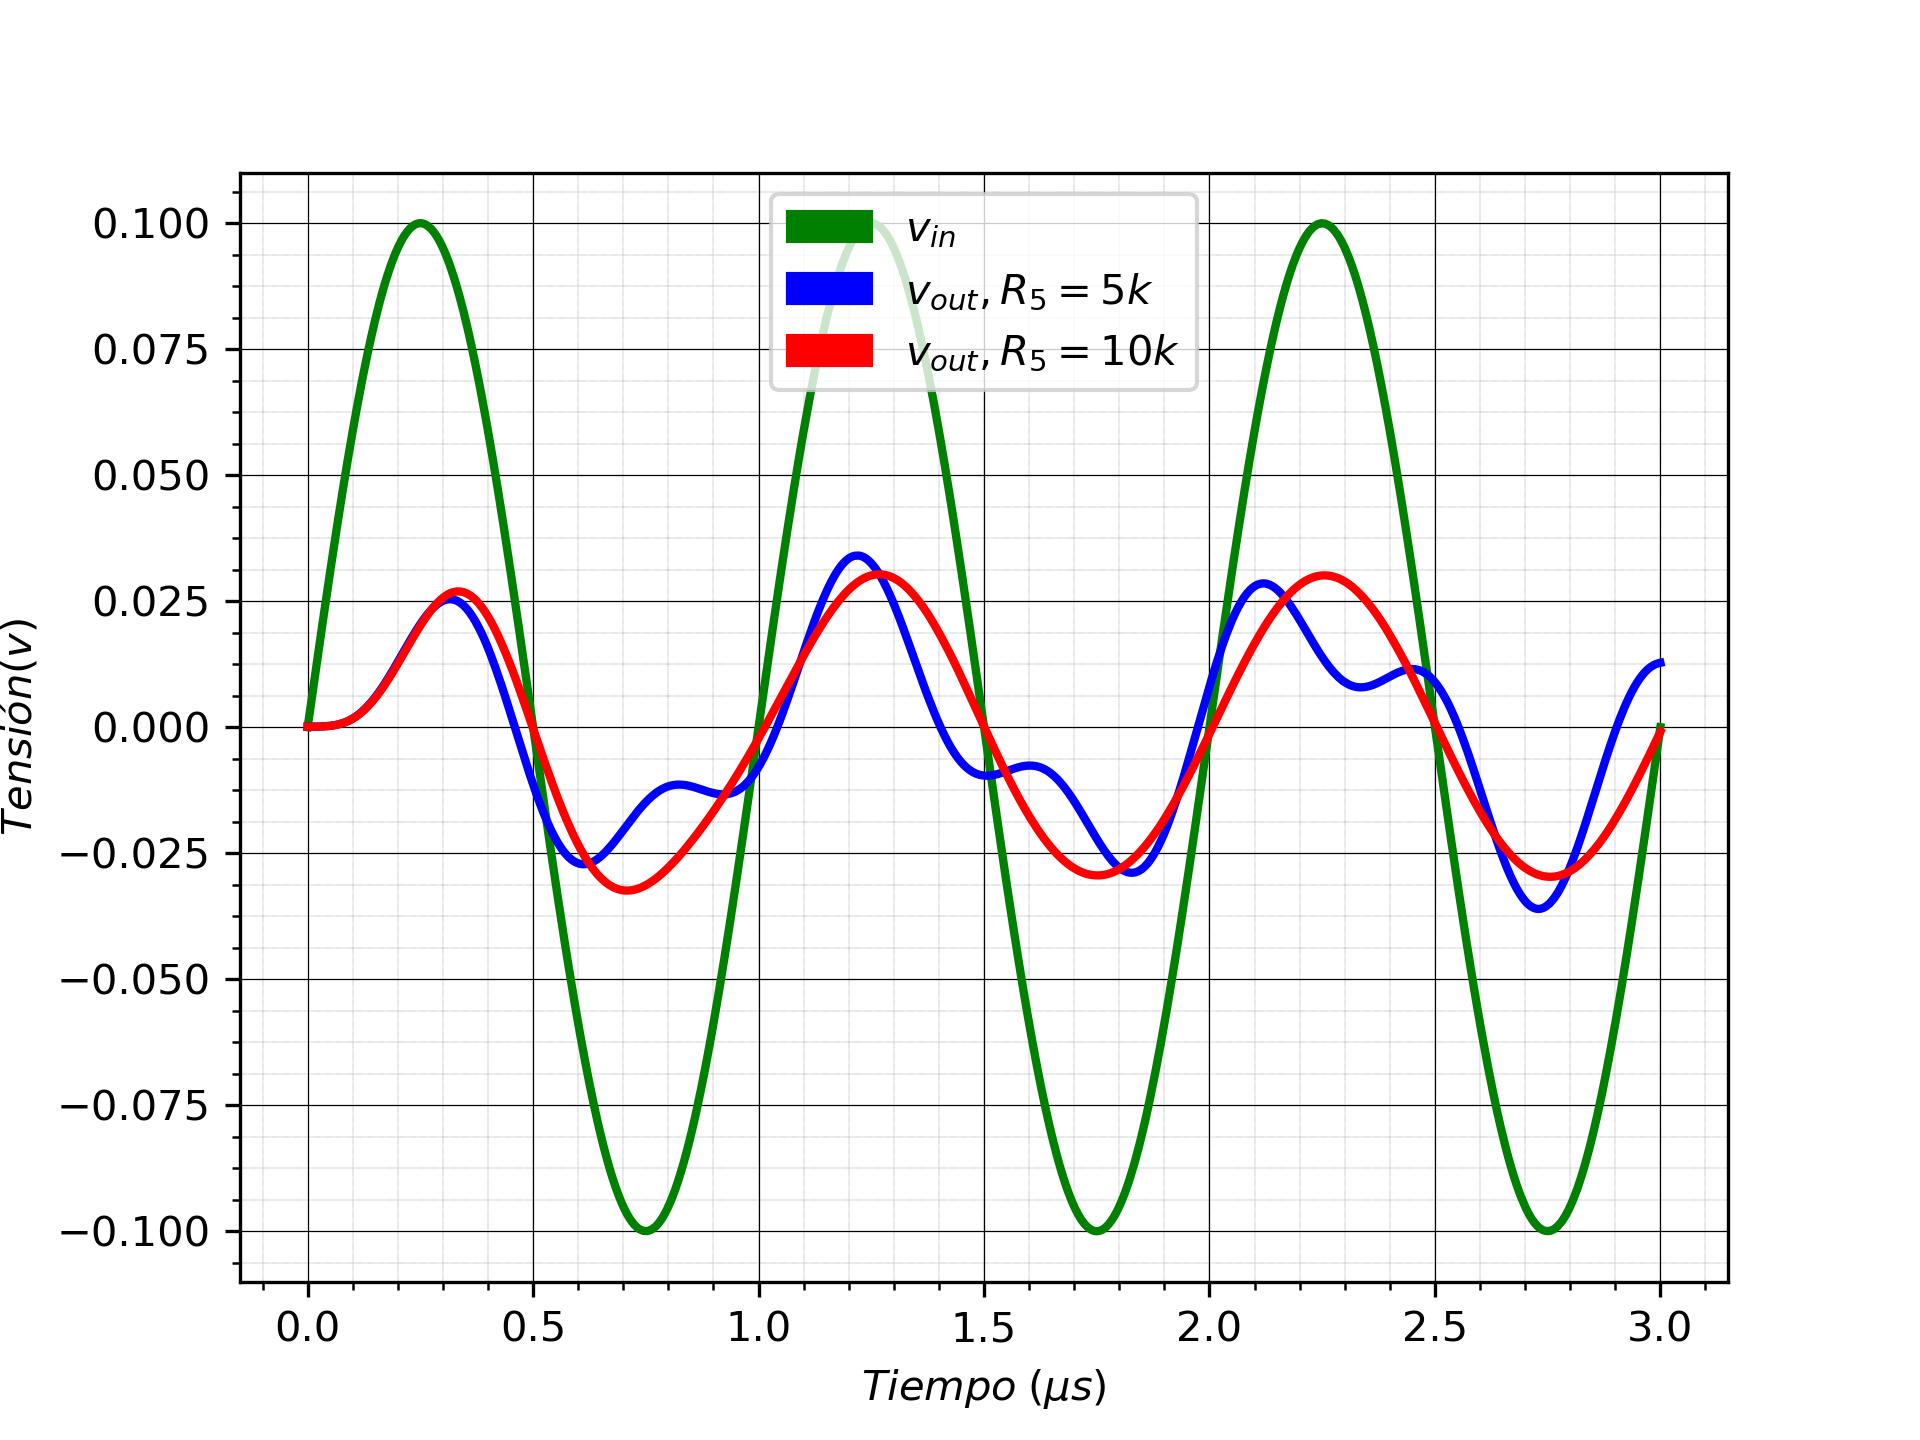 v_in
v_out, R_5 = 5k
v_out, R_5 = 10k
Tensión(v)
0.100
0.075
0.050
0.025
0.000
−0.025
−0.050
−0.075
−0.100
0.0 0.5 1.0 1.5 2.0 2.5 3.0
Tiempo (μs)